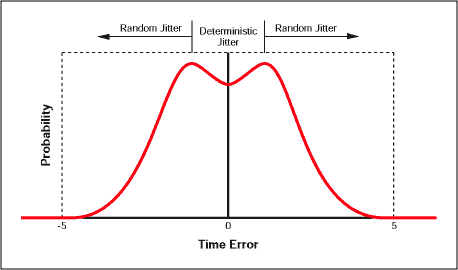 Random Jitter
Deterministic
Jitter
Random Jitter
Probability
-5
0
5
Time Error